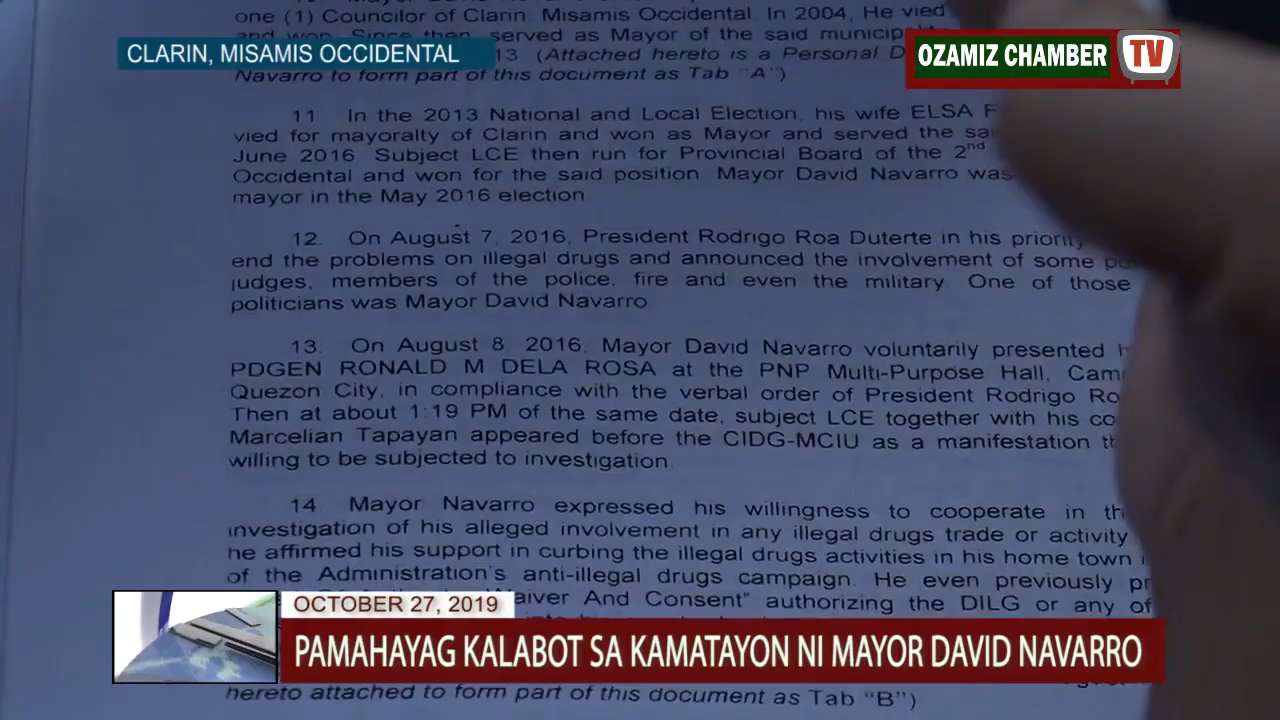 one (1) Councilor of Clarin, Misamis Occidental. In 2004, He vied
and won. Since then, served as Mayor of the said
CLARIN, MISAMIS OCCIDENTAL
OZAMIZ CHAMBER TV
13 (Attached hereto is a Personal
Navarro to form part of this document as Tab "A")
11 In the 2013 National and Local Election, his wife ELSA
vied for mayoralty of Clarin and won as Mayor and served the
June 2016 Subject LCE then run for Provincial Board of the 2nd
Occidental and won for the said position Mayor David Navarro was
mayor in the May 2016 election
12. On August 7, 2016, President Rodrigo Roa Duterte in his priority
end the problems on illegal drugs and announced the involvement of some
judges, members of the police, fire and even the military One of those
politicians was Mayor David Navarro
13. On August 8, 2016, Mayor David Navarro voluntarily presented
PDGEN RONALD M DELA ROSA at the PNP Multi-Purpose Hall,
Quezon City, in compliance with the verbal order of President Rodrigo
Then at about 1:19 PM of the same date, subject LCE together with his
Marcelian Tapayan appeared before the CIDG-MCIU as a manifestation
willing to be subjected to investigation.
14 Mayor Navarro expressed his willingness to cooperate in
investigation of his alleged involvement in any illegal drugs trade or activity
he affirmed his support in curbing the illegal drugs activities in his home town
of the Administration's anti-illegal drugs campaign. He even previously
Waiver And Consent" authorizing the DILG or any of
OCTOBER 27, 2019
PAMAHAYAG KALABOT SA KAMATAYON NI MAYOR DAVID NAVARRO
hereto attached to form part of this document as Tab "B")